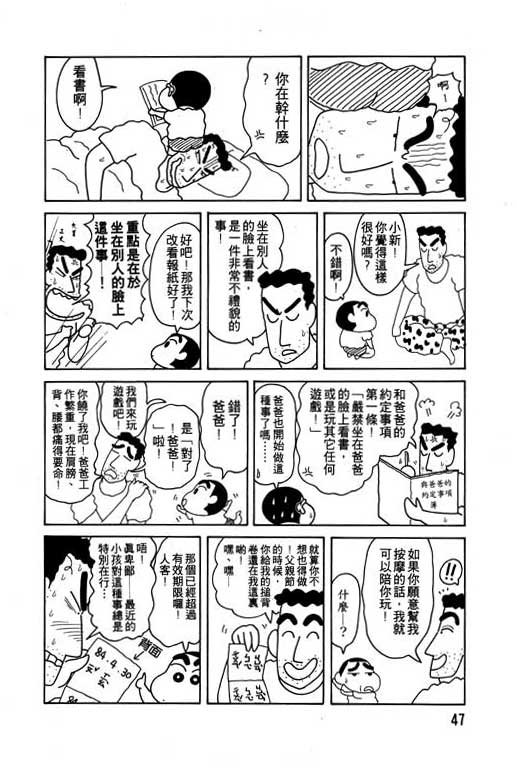 啊！
你在幹什麼
？
看書啊！
小新！
你覺得這樣
很好嗎？
不錯啊！
坐在別人
的臉上看書，
是一件非常不禮貌的
事！
好吧！那我下次
改看報紙好了！
重點是在於
坐在別人的臉上
這件事—！
和爸爸的
約定事項
第一條！
「嚴禁坐在爸爸
的臉上看書，
或是玩其它任何
遊戲！」
與爸爸的
約定事項
簿
爸爸也開始做這
種事了嗎……
錯了！
爸爸！
是「對了
！爸爸！
」啦！
我們來玩
遊戲吧！
你饒了我吧！爸爸工
作繁重，現在肩膀、
背、腰都痛得要命！
如果你願意幫我
按摩的話，我就
可以陪你玩！
!!
什麼—？
就算你不
想也得做
！父親節
的時候，
你給我的搥背
卷還在我這裏
喲！
嘿、嘿
那個已經超過
有效期限囉！
人客！
背面
84.4.30
唔！
真卑鄙 最近的
小孩對這種事總是
特別在行…
47